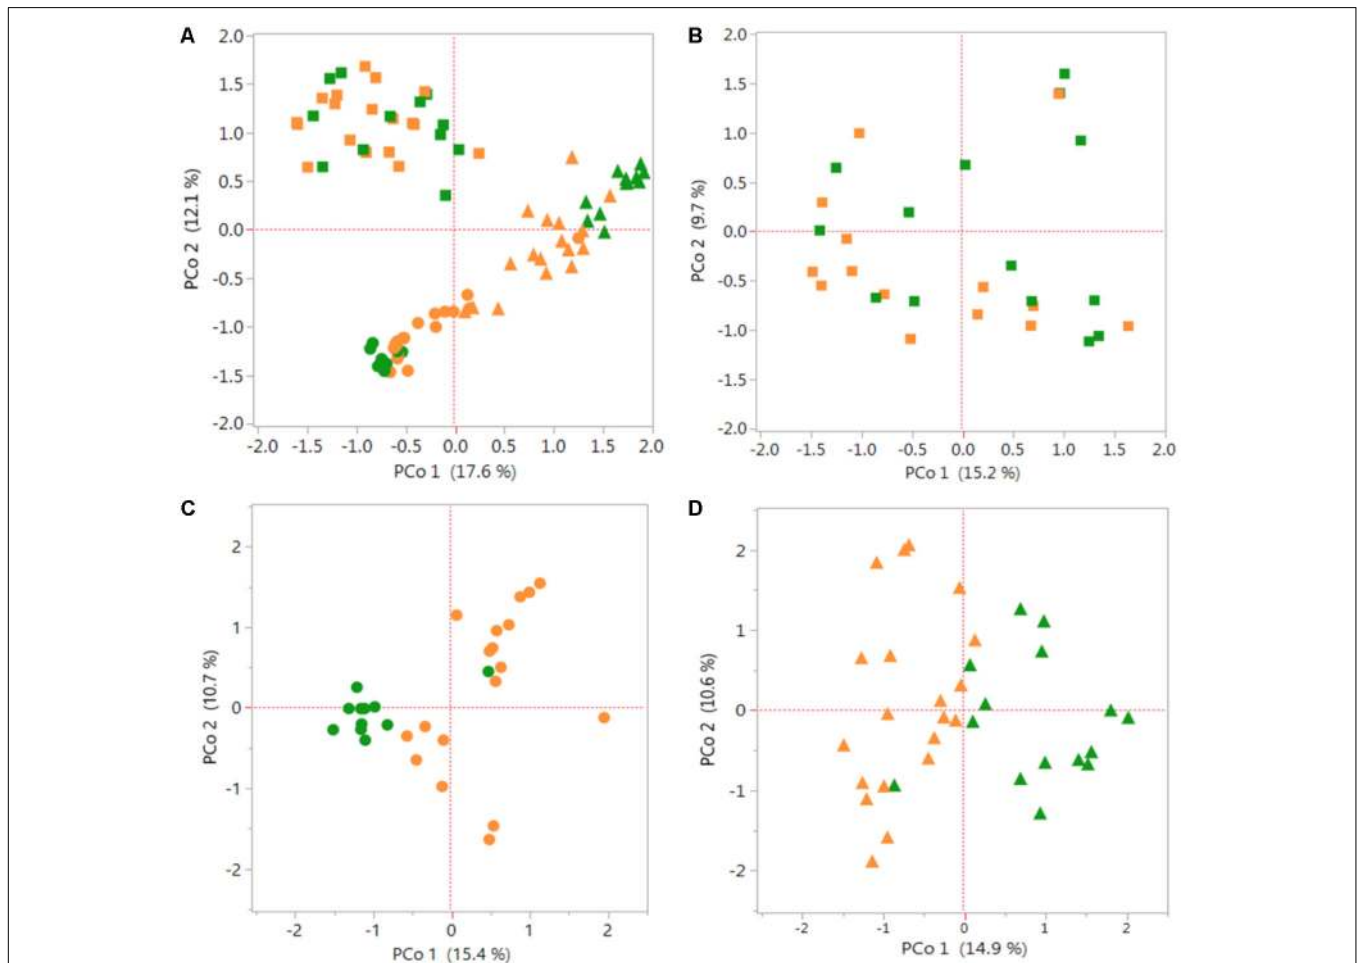 A
2.0
1.5
1.0
0.5
0.0
-0.5
-1.0
-1.5
-2.0
PCo 2 (12.1 %)
-2.0 -1.5 -1.0 -0.5 0.0 0.5 1.0 1.5 2.0
PCo 1 (17.6 %)
B
2.0
1.5
1.0
0.5
0.0
-0.5
-1.0
-1.5
-2.0
PCo 2 (9.7 %)
-2.0 -1.5 -1.0 -0.5 0.0 0.5 1.0 1.5 2.0
PCo 1 (15.2 %)
C
2
1
0
-1
-2
PCo 2 (10.7 %)
-2 -1 0 1 2
PCo 1 (15.4 %)
D
2
1
0
-1
-2
PCo 2 (10.6 %)
-2 -1 0 1 2
PCo 1 (14.9 %)